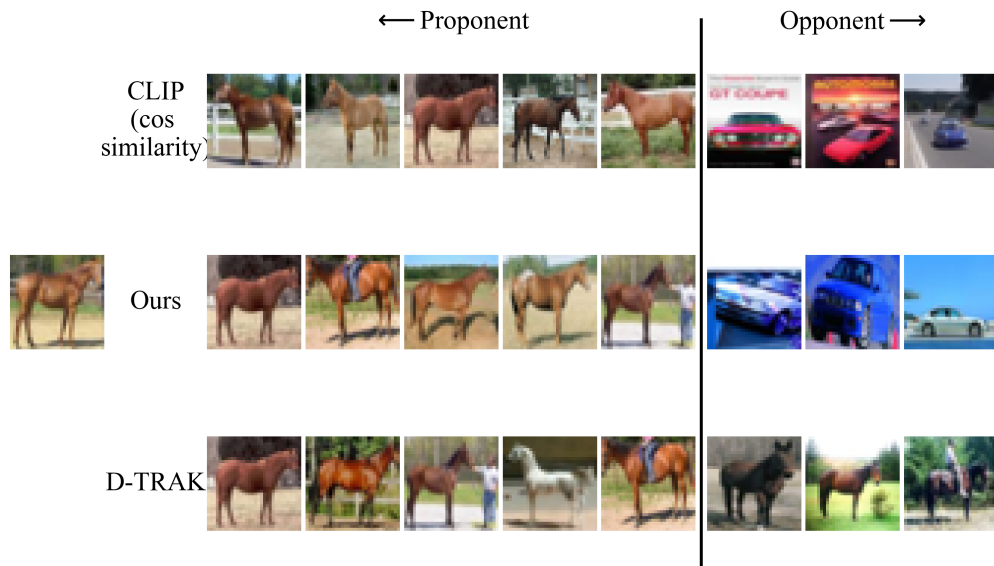 ← Proponent
Opponent →
CLIP
(cos
similarity)
GT COUPE
Ours
D-TRAK